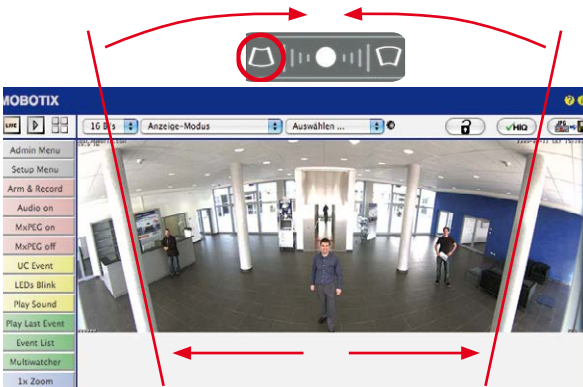 MOBOTIX
LIVE
16 B/s Anzeige-Modus Auswählen ... HIQ
Admin Menu
Setup Menu
Arm & Record
Audio on
MxPEG on
MxPEG off
UC Event
LEDs Blink
Play Sound
Play Last Event
Event List
Multiwatcher
1x Zoom